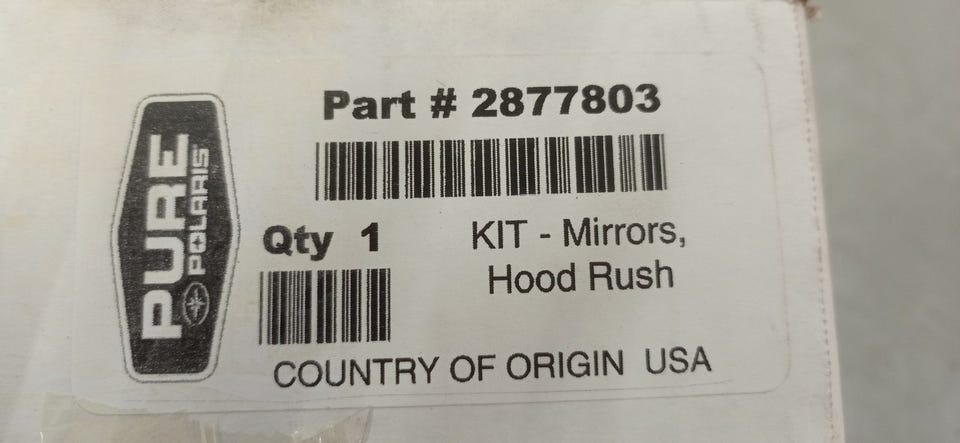 PURE
POLARIS
Part # 2877803
Qty 1
KIT - Mirrors,
Hood Rush
COUNTRY OF ORIGIN USA